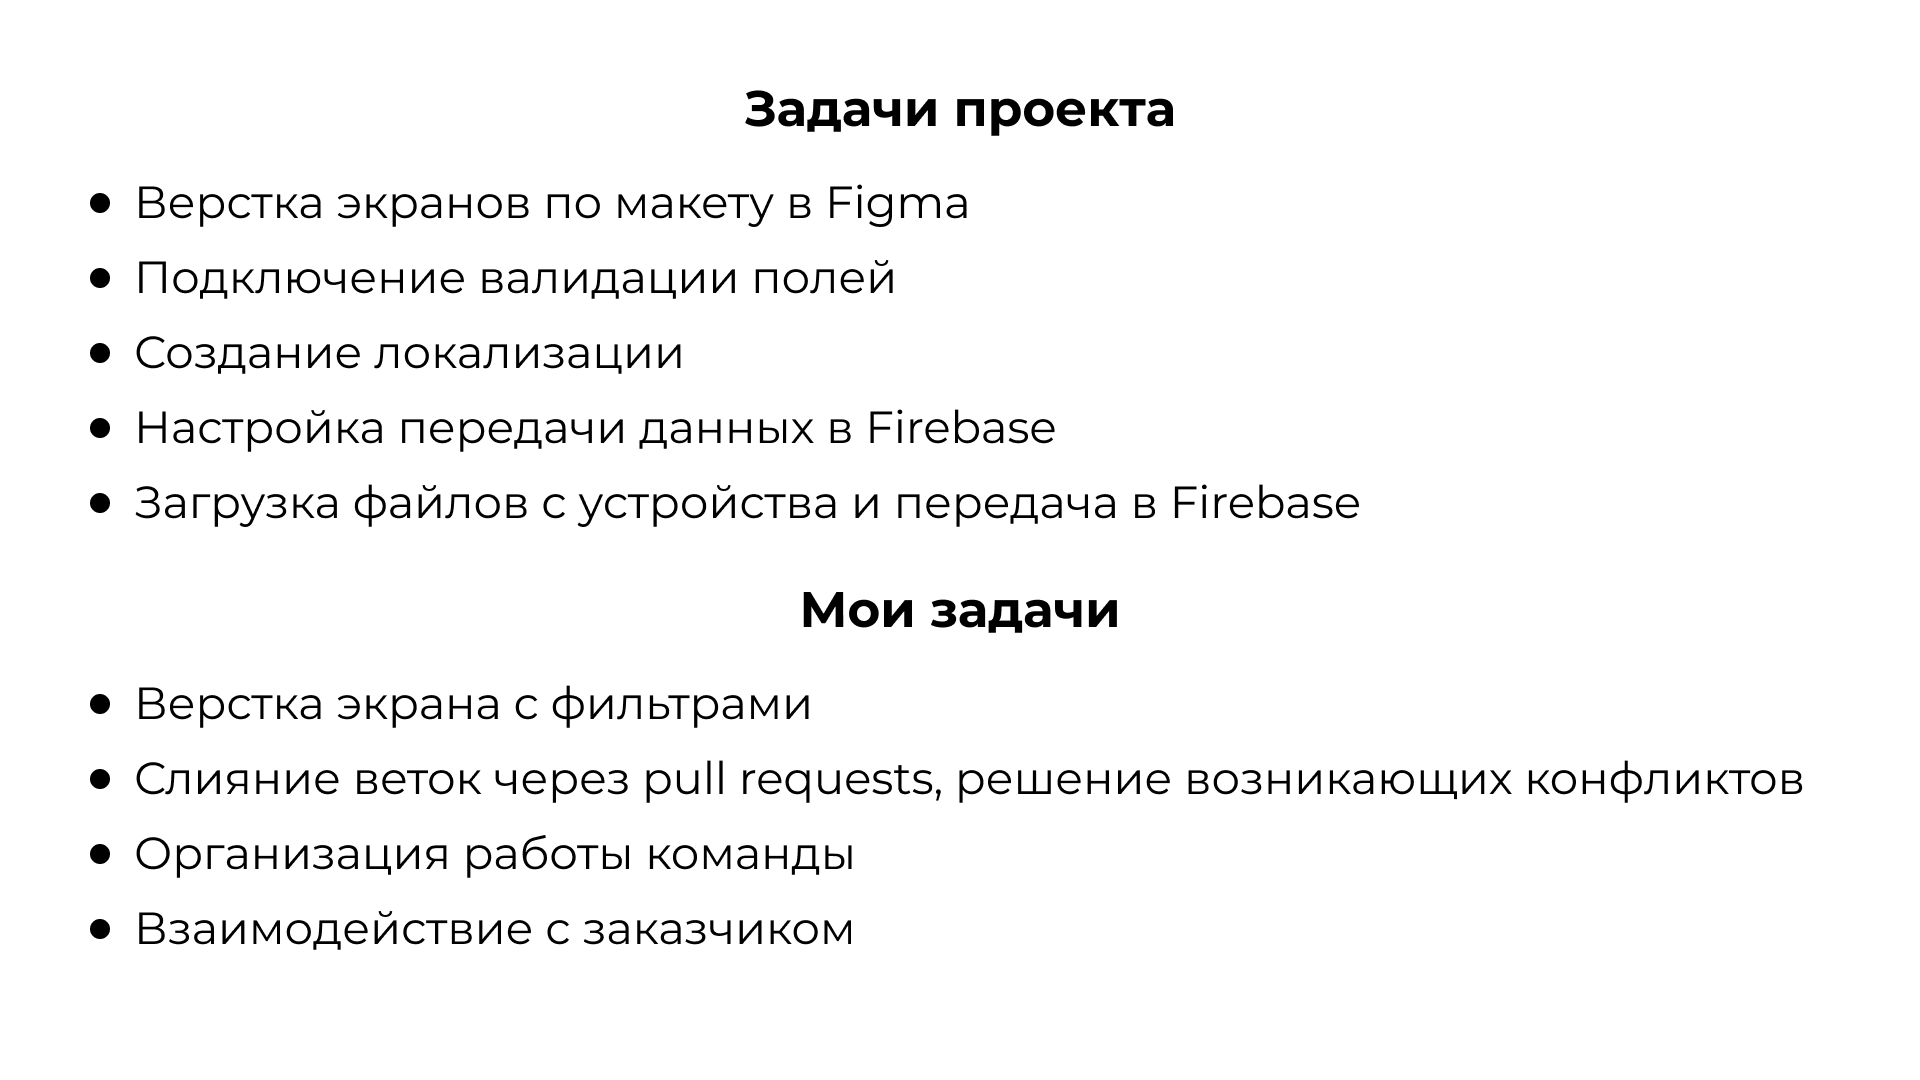 Задачи проекта
● Верстка экранов по макету в Figma
● Подключение валидации полей
● Создание локализации
● Настройка передачи данных в Firebase
● Загрузка файлов с устройства и передача в Firebase
Мои задачи
● Верстка экрана с фильтрами
● Слияние веток через pull requests, решение возникающих конфликтов
● Организация работы команды
● Взаимодействие с заказчиком